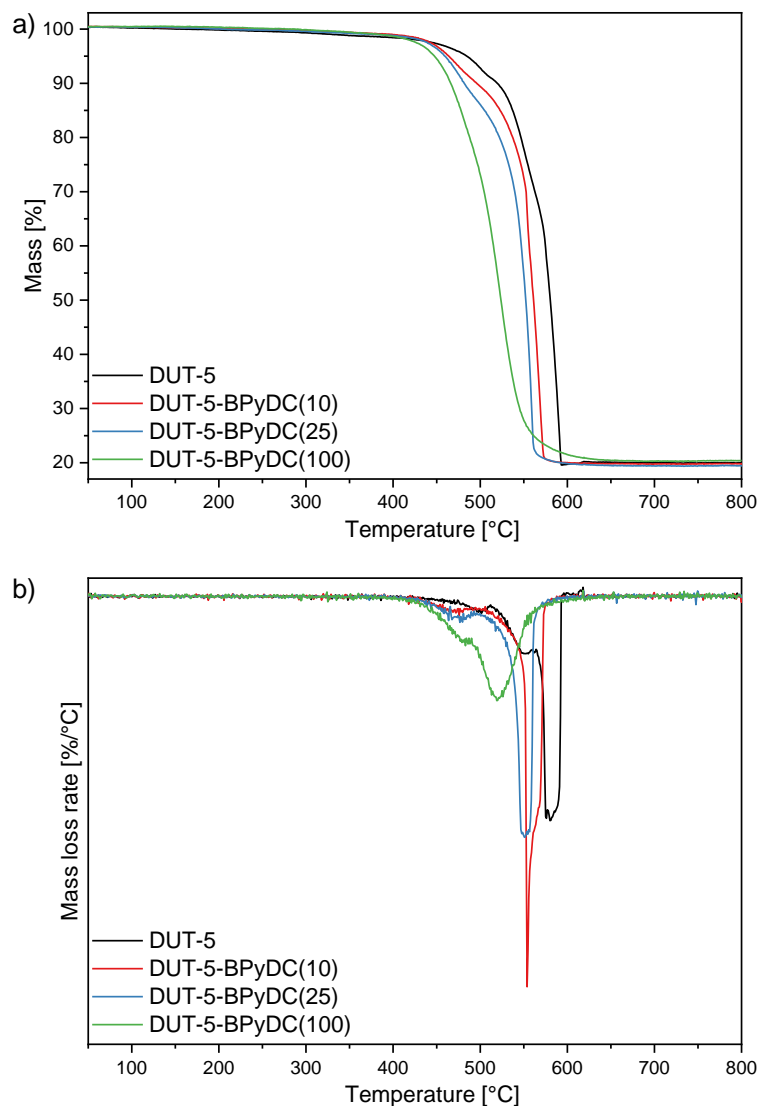 a)
100
90
80
70
60
50
40
30
20
Mass [%]
DUT-5
DUT-5-BPyDC(10)
DUT-5-BPyDC(25)
DUT-5-BPyDC(100)
100 200 300 400 500 600 700 800
Temperature [°C]
b)
Mass loss rate [%/°C]
DUT-5
DUT-5-BPyDC(10)
DUT-5-BPyDC(25)
DUT-5-BPyDC(100)
100 200 300 400 500 600 700 800
Temperature [°C]